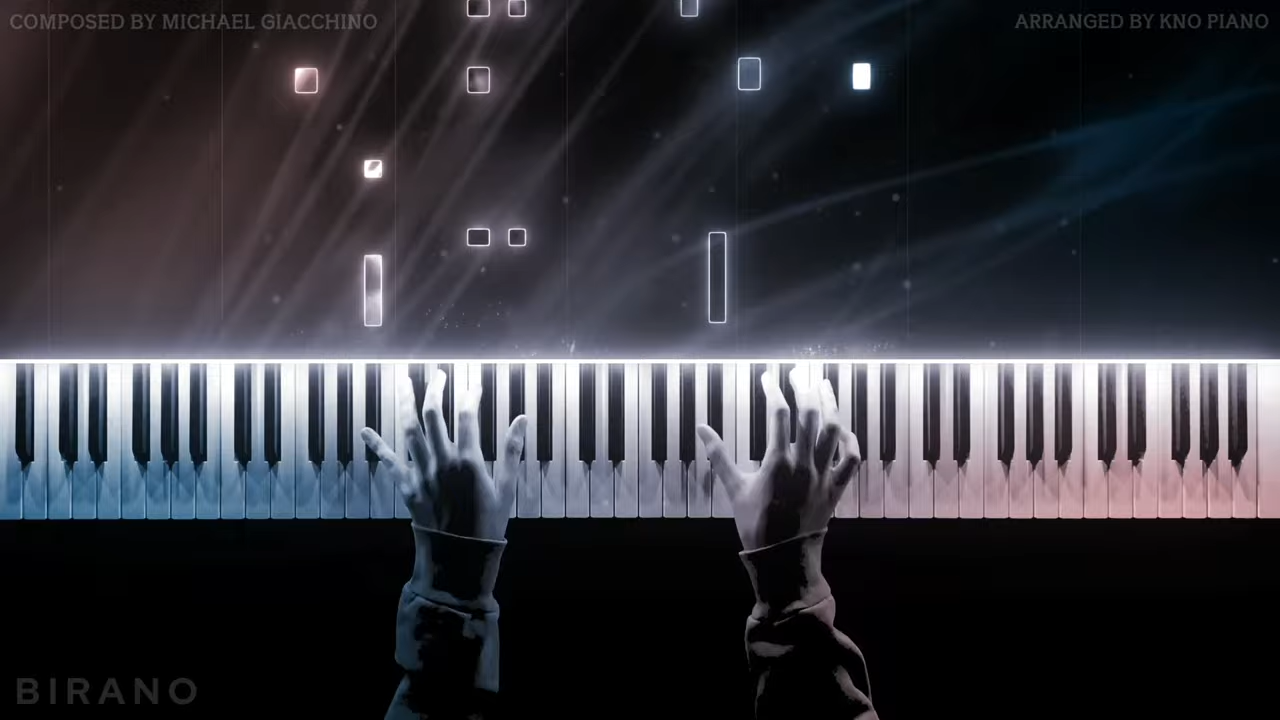 COMPOSED BY MICHAEL GIACCHINO
ARRANGED BY KNO PIANO
BIRANO